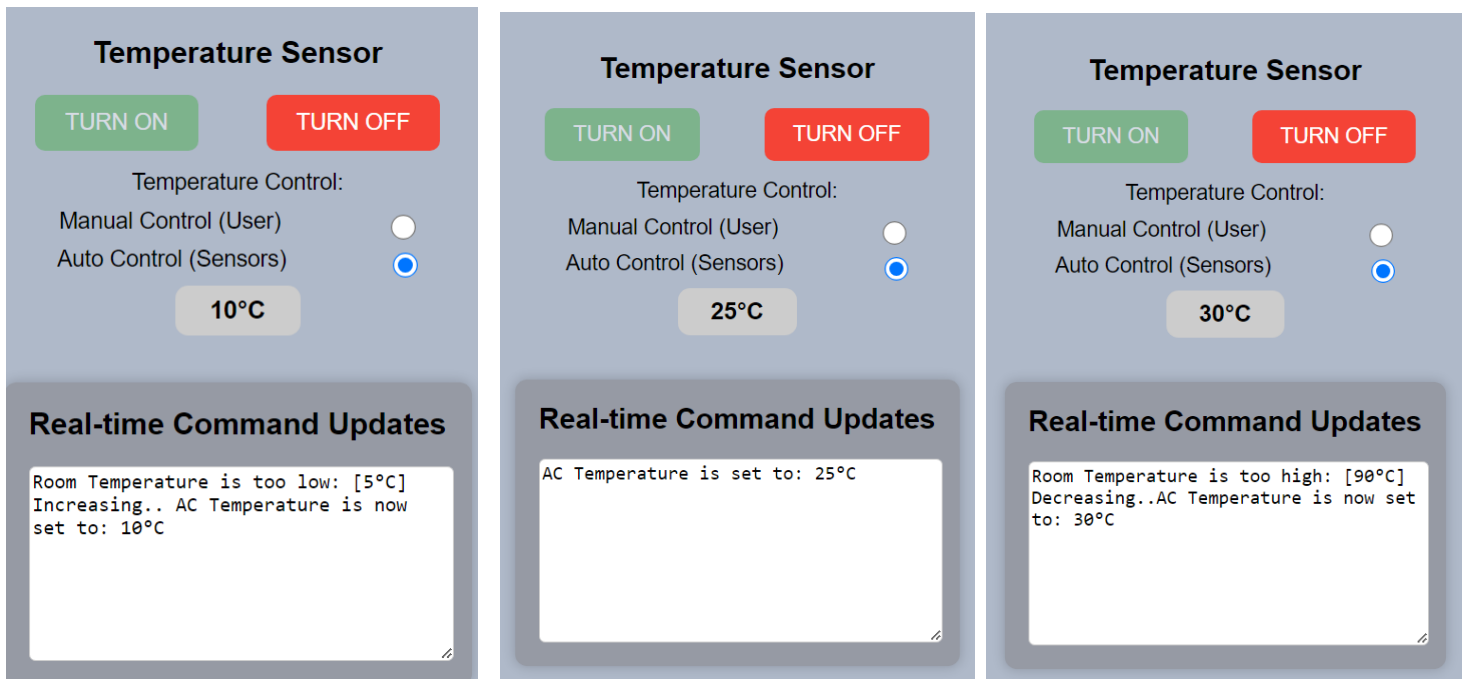 Temperature Sensor
TURN ON TURN OFF
Temperature Control:
Manual Control (User)
Auto Control (Sensors)
10°C
Real-time Command Updates
Room Temperature is too low: [5°C]
Increasing.. AC Temperature is now
set to: 10°C
Temperature Sensor
TURN ON TURN OFF
Temperature Control:
Manual Control (User)
Auto Control (Sensors)
25°C
Real-time Command Updates
AC Temperature is set to: 25°C
Temperature Sensor
TURN ON TURN OFF
Temperature Control:
Manual Control (User)
Auto Control (Sensors)
30°C
Real-time Command Updates
Room Temperature is too high: [90°C]
Decreasing..AC Temperature is now set
to: 30°C